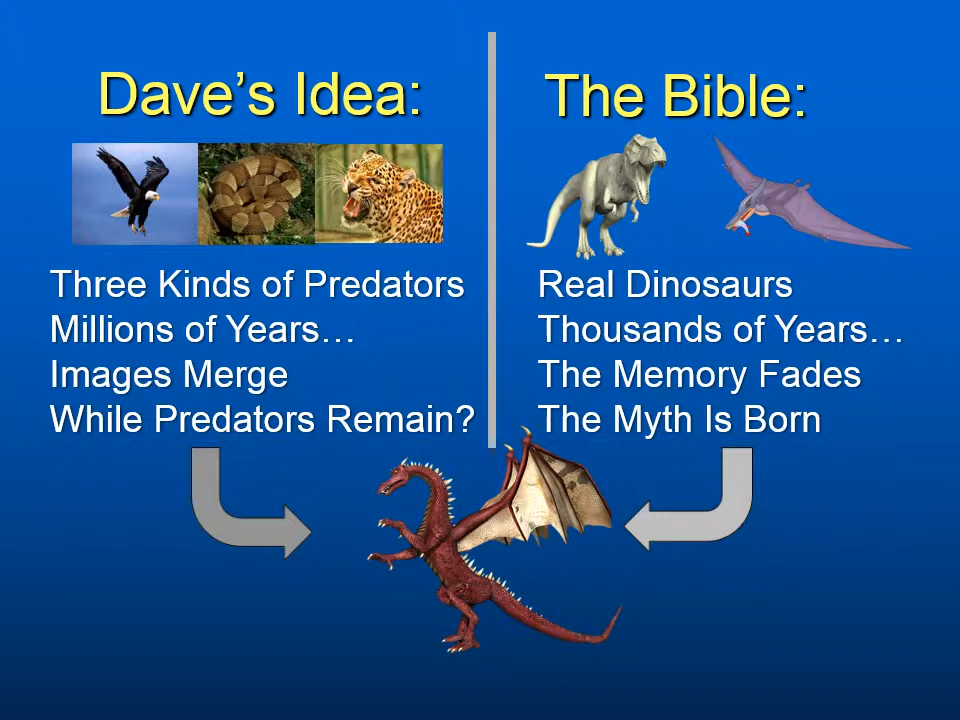 Dave's Idea:
Three Kinds of Predators
Millions of Years…
Images Merge
While Predators Remain?
The Bible:
Real Dinosaurs
Thousands of Years…
The Memory Fades
The Myth Is Born